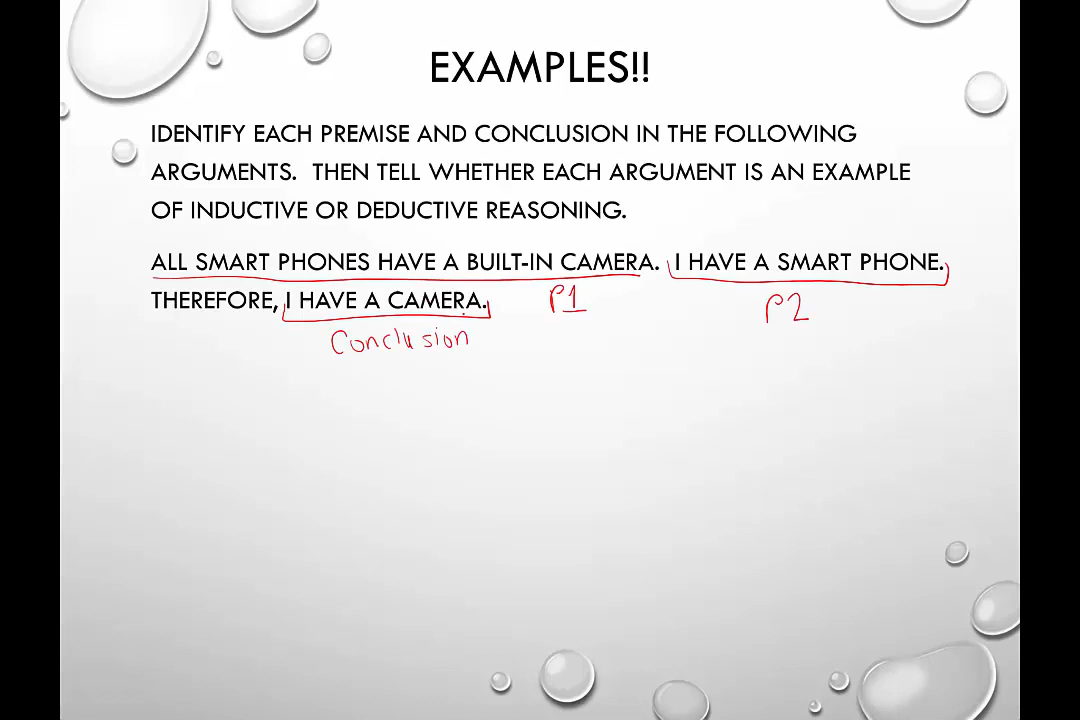 EXAMPLES!!
IDENTIFY EACH PREMISE AND CONCLUSION IN THE FOLLOWING
ARGUMENTS. THEN TELL WHETHER EACH ARGUMENT IS AN EXAMPLE
OF INDUCTIVE OR DEDUCTIVE REASONING.
ALL SMART PHONES HAVE A BUILT-IN CAMERA. I HAVE A SMART PHONE.
THEREFORE, I HAVE A CAMERA.
P1 P2
Conclusion